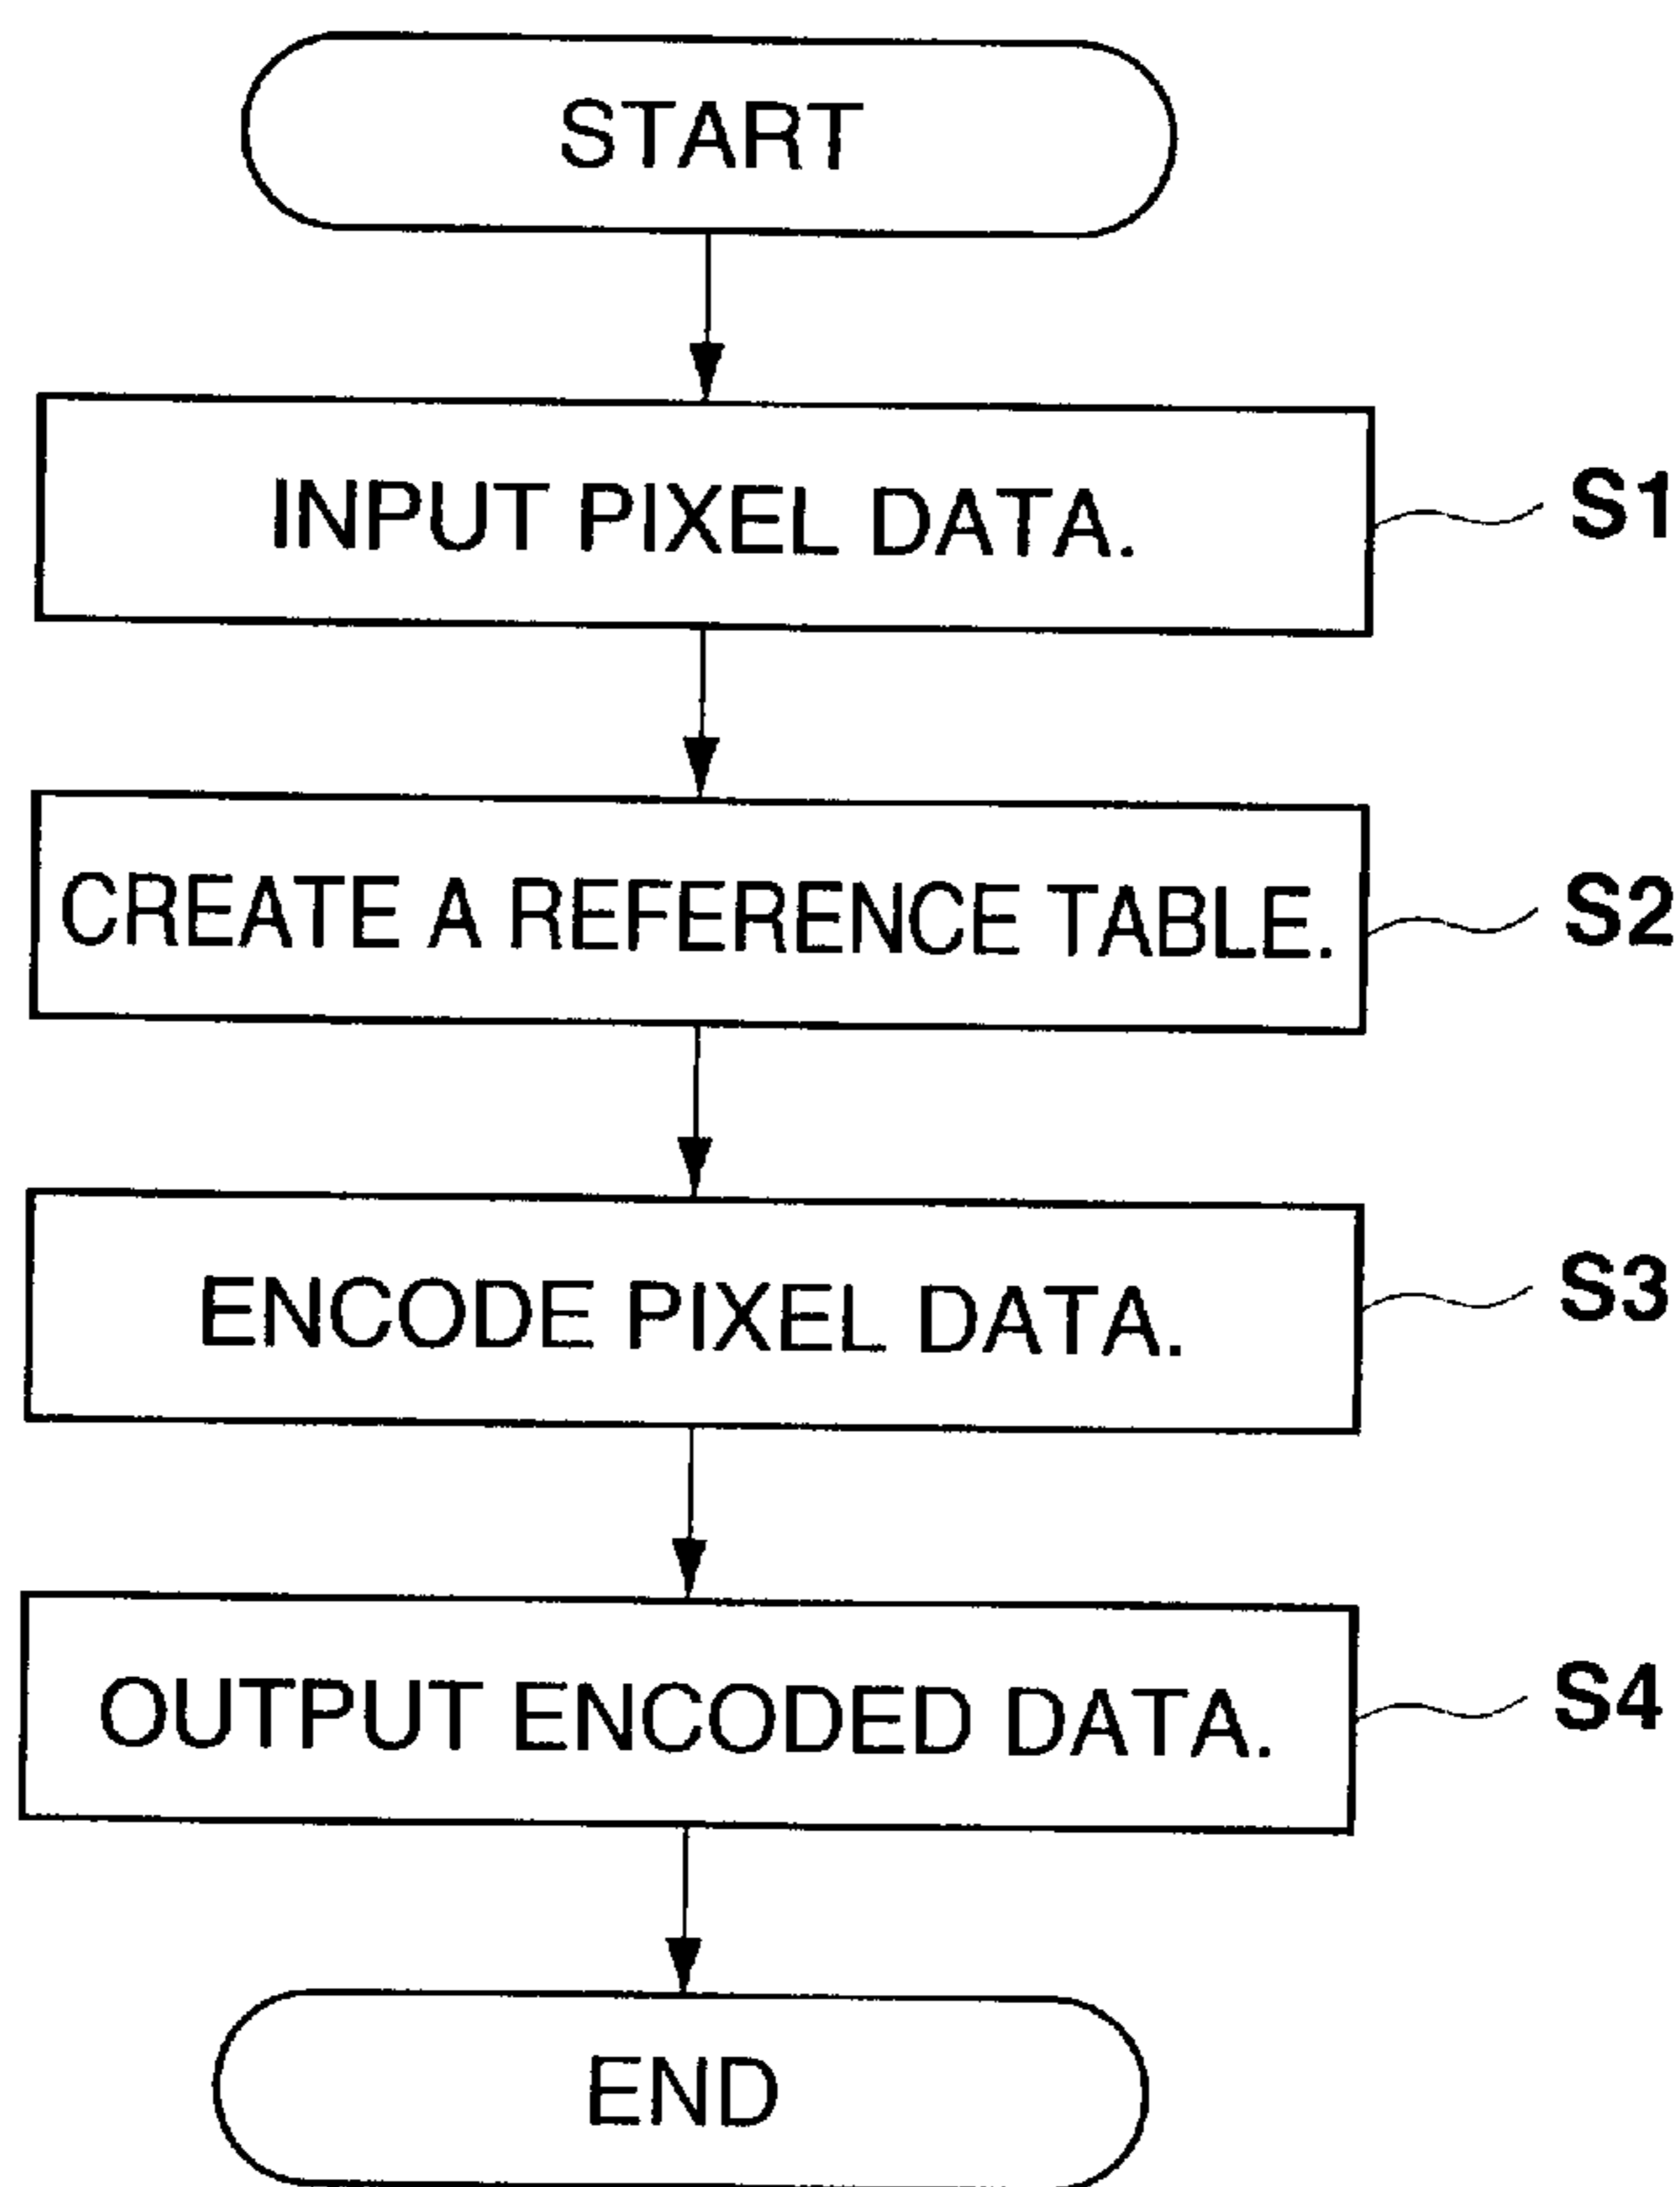 START
INPUT PIXEL DATA.
S1
CREATE A REFERENCE TABLE.
S2
ENCODE PIXEL DATA.
S3
OUTPUT ENCODED DATA.
S4
END